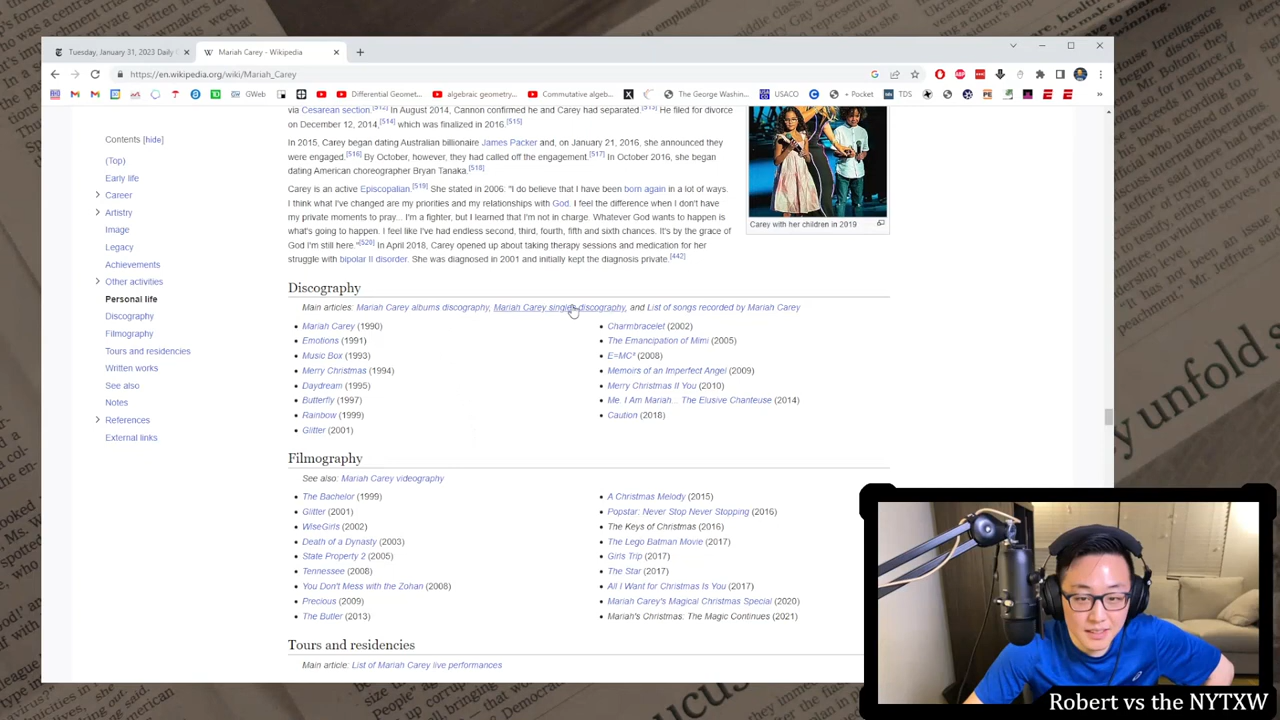 Tuesday, January 31, 2023 Daily
Mariah Carey - Wikipedia
https://en.wikipedia.org/wiki/Mariah_Carey
GWeb
Differential Geomet...
algebraic geometry...
Commutative algeb...
The George Washin...
USACO
+ Pocket
TDS
»
Contents [hide]
(Top)
Early life
Career
Artistry
Image
Legacy
Achievements
Other activities
Personal life
Discography
Filmography
Tours and residencies
Written works
See also
Notes
References
External links
via Cesarean section.[512] In August 2014, Cannon confirmed he and Carey had separated.[513] He filed for divorce
on December 12, 2014,[514] which was finalized in 2016.[515]
In 2015, Carey began dating Australian billionaire James Packer and, on January 21, 2016, she announced they
were engaged.[516] By October, however, they had called off the engagement.[517] In October 2016, she began
dating American choreographer Bryan Tanaka.[518]
Carey is an active Episcopalian.[519] She stated in 2006: "I do believe that I have been born again in a lot of ways.
I think what I've changed are my priorities and my relationships with God. I feel the difference when I don't have
my private moments to pray... I'm a fighter, but I learned that I'm not in charge. Whatever God wants to happen is
what's going to happen. I feel like I've had endless second, third, fourth, fifth and sixth chances. It's by the grace of
God I'm still here."[520] In April 2018, Carey opened up about taking therapy sessions and medication for her
struggle with bipolar II disorder. She was diagnosed in 2001 and initially kept the diagnosis private.[442]
Carey with her children in 2019
Discography
Main articles: Mariah Carey albums discography, Mariah Carey singles discography, and List of songs recorded by Mariah Carey
• Mariah Carey (1990)
• Emotions (1991)
• Music Box (1993)
• Merry Christmas (1994)
• Daydream (1995)
• Butterfly (1997)
• Rainbow (1999)
• Glitter (2001)
• Charmbracelet (2002)
• The Emancipation of Mimi (2005)
• E=MC² (2008)
• Memoirs of an Imperfect Angel (2009)
• Merry Christmas II You (2010)
• Me. I Am Mariah... The Elusive Chanteuse (2014)
• Caution (2018)
Filmography
See also: Mariah Carey videography
• The Bachelor (1999)
• Glitter (2001)
• WiseGirls (2002)
• Death of a Dynasty (2003)
• State Property 2 (2005)
• Tennessee (2008)
• You Don't Mess with the Zohan (2008)
• Precious (2009)
• The Butler (2013)
• A Christmas Melody (2015)
• Popstar: Never Stop Never Stopping (2016)
• The Keys of Christmas (2016)
• The Lego Batman Movie (2017)
• Girls Trip (2017)
• The Star (2017)
• All I Want for Christmas Is You (2017)
• Mariah Carey's Magical Christmas Special (2020)
• Mariah's Christmas: The Magic Continues (2021)
Tours and residencies
Main article: List of Mariah Carey live performances
Robert vs the NYTXW